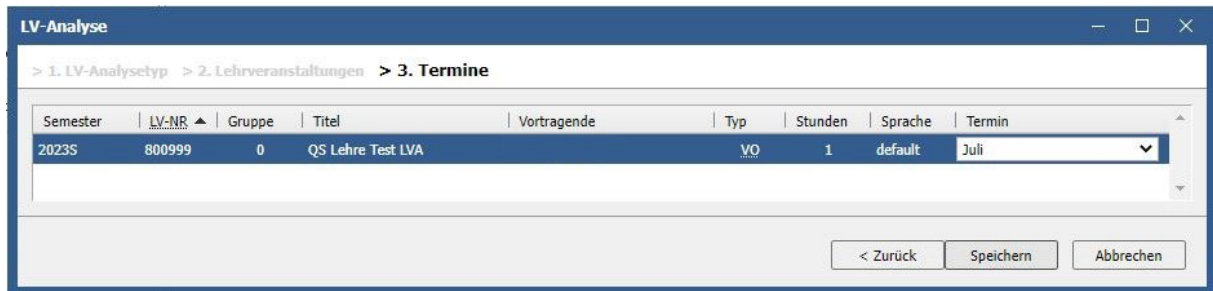 LV-Analyse
> 1. LV-Analysetyp > 2. Lehrveranstaltungen > 3. Termine
Semester LV-NR Gruppe Titel Vortragende Typ Stunden Sprache Termin
2023S 800999 0 QS Lehre Test LVA VO 1 default Juli
< Zurück Speichern Abbrechen